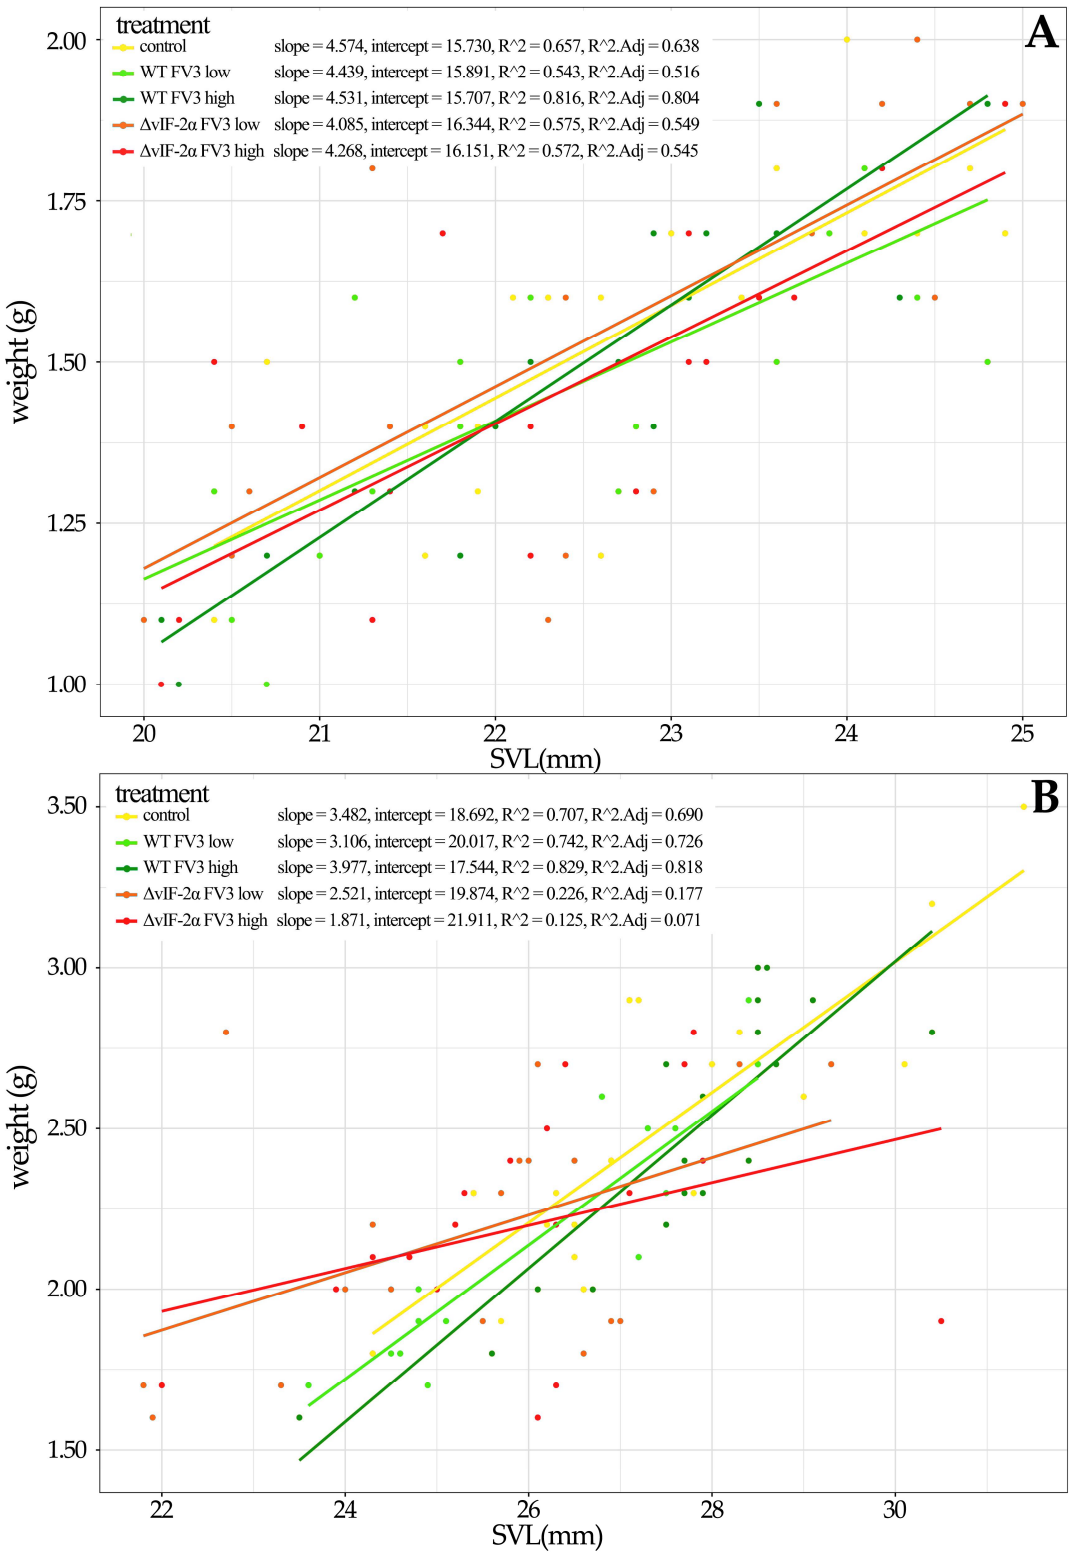 A
treatment
control slope = 4.574, intercept = 15.730, R^2 = 0.657, R^2.Adj = 0.638
WT FV3 low slope = 4.439, intercept = 15.891, R^2 = 0.543, R^2.Adj = 0.516
WT FV3 high slope = 4.531, intercept = 15.707, R^2 = 0.816, R^2.Adj = 0.804
ΔvIF-2α FV3 low slope = 4.085, intercept = 16.344, R^2 = 0.575, R^2.Adj = 0.549
ΔvIF-2α FV3 high slope = 4.268, intercept = 16.151, R^2 = 0.572, R^2.Adj = 0.545
2.00
1.75
1.50
1.25
1.00
weight (g)
20 21 22 23 24 25
SVL(mm)
B
treatment
control slope = 3.482, intercept = 18.692, R^2 = 0.707, R^2.Adj = 0.690
WT FV3 low slope = 3.106, intercept = 20.017, R^2 = 0.742, R^2.Adj = 0.726
WT FV3 high slope = 3.977, intercept = 17.544, R^2 = 0.829, R^2.Adj = 0.818
ΔvIF-2α FV3 low slope = 2.521, intercept = 19.874, R^2 = 0.226, R^2.Adj = 0.177
ΔvIF-2α FV3 high slope = 1.871, intercept = 21.911, R^2 = 0.125, R^2.Adj = 0.071
3.50
3.00
2.50
2.00
1.50
weight (g)
22 24 26 28 30
SVL(mm)